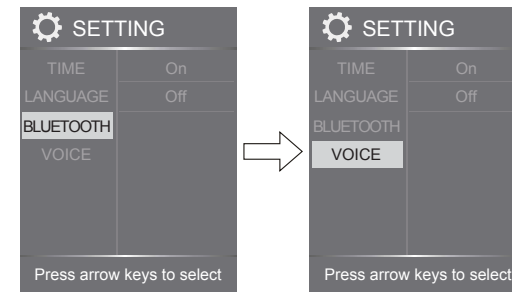 SETTING
TIME On
LANGUAGE Off
BLUETOOTH
VOICE
Press arrow keys to select
SETTING
TIME On
LANGUAGE Off
BLUETOOTH
VOICE
Press arrow keys to select